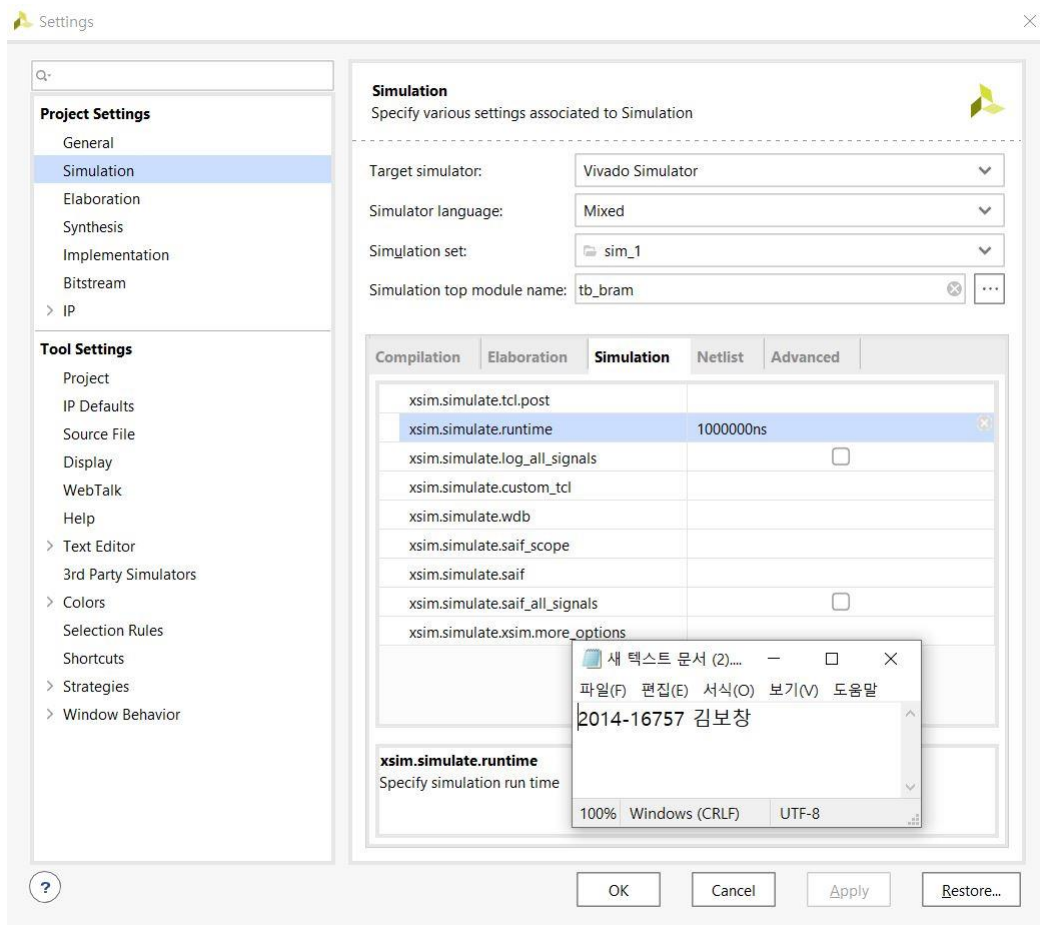 Settings
Project Settings
General
Simulation
Elaboration
Synthesis
Implementation
Bitstream
IP
Tool Settings
Project
IP Defaults
Source File
Display
WebTalk
Help
Text Editor
3rd Party Simulators
Colors
Selection Rules
Shortcuts
Strategies
Window Behavior
Simulation
Specify various settings associated to Simulation
Target simulator: Vivado Simulator
Simulator language: Mixed
Simulation set: sim_1
Simulation top module name: tb_bram
Compilation Elaboration Simulation Netlist Advanced
xsim.simulate.tcl.post
xsim.simulate.runtime 1000000ns
xsim.simulate.log_all_signals
xsim.simulate.custom_tcl
xsim.simulate.wdb
xsim.simulate.saif_scope
xsim.simulate.saif
xsim.simulate.saif_all_signals
xsim.simulate.xsim.more_options
xsim.simulate.runtime
Specify simulation run time
새 텍스트 문서 (2)....
파일(F) 편집(E) 서식(O) 보기(V) 도움말
2014-16757 김보창
100% Windows (CRLF) UTF-8
? OK Cancel Apply Restore...